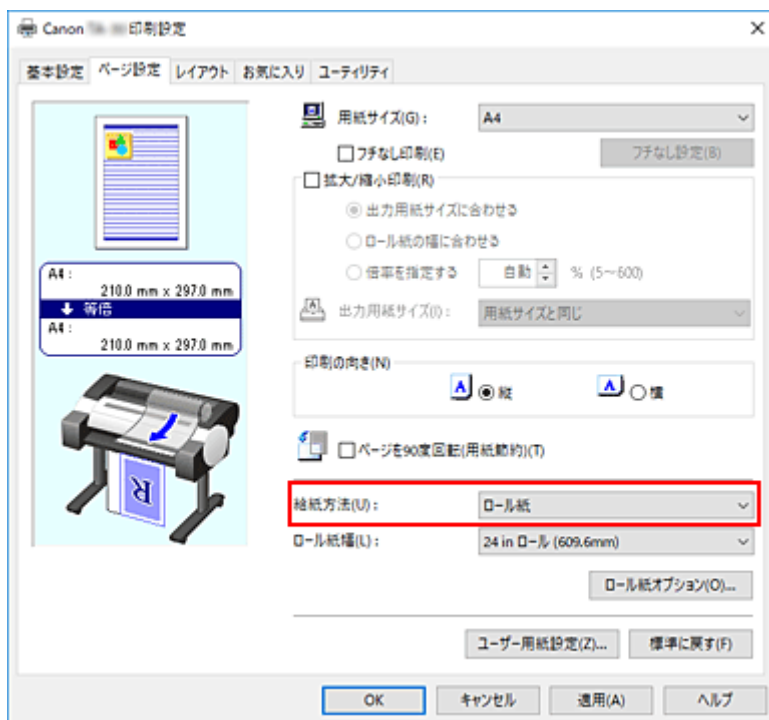 Canon 印刷設定
基本設定 ページ設定 レイアウト お気に入り ユーティリティ
用紙サイズ(G): A4
フチなし印刷(E) フチなし設定(B)
拡大/縮小印刷(R)
出力用紙サイズに合わせる
ロール紙の幅に合わせる
倍率を指定する 自動 % (5～600)
出力用紙サイズ(I): 用紙サイズと同じ
A4:
210.0 mm x 297.0 mm
等倍
A4:
210.0 mm x 297.0 mm
印刷の向き(N)
A 縦 A 横
ページを90度回転(用紙節約)(T)
R
給紙方法(U): ロール紙
ロール紙幅(L): 24 in ロール (609.6mm)
ロール紙オプション(O)...
ユーザー用紙設定(Z)... 標準に戻す(F)
OK キャンセル 適用(A) ヘルプ